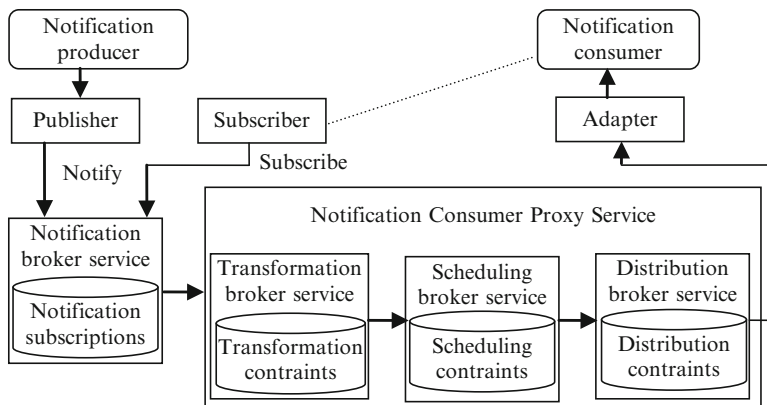 Notification
producer
Notification
consumer
Publisher
Subscriber
Adapter
Notify
Subscribe
Notification Consumer Proxy Service
Notification
broker service
Notification
subscriptions
Transformation
broker service
Transformation
contraints
Scheduling
broker service
Scheduling
contraints
Distribution
broker service
Distribution
contraints